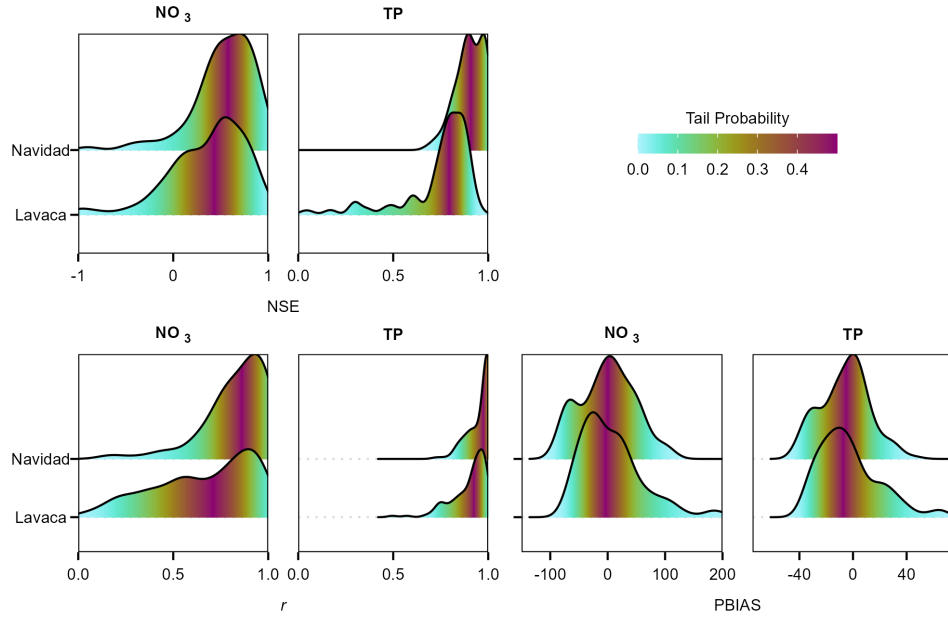 NO 3 TP
Tail Probability
0.0 0.1 0.2 0.3 0.4
Navidad
Lavaca
-1 0 1 0.0 0.5 1.0
NSE
NO 3 TP NO 3 TP
Navidad
Lavaca
0.0 0.5 1.0 0.0 0.5 1.0 -100 0 100 200 -40 0 40
r PBIAS